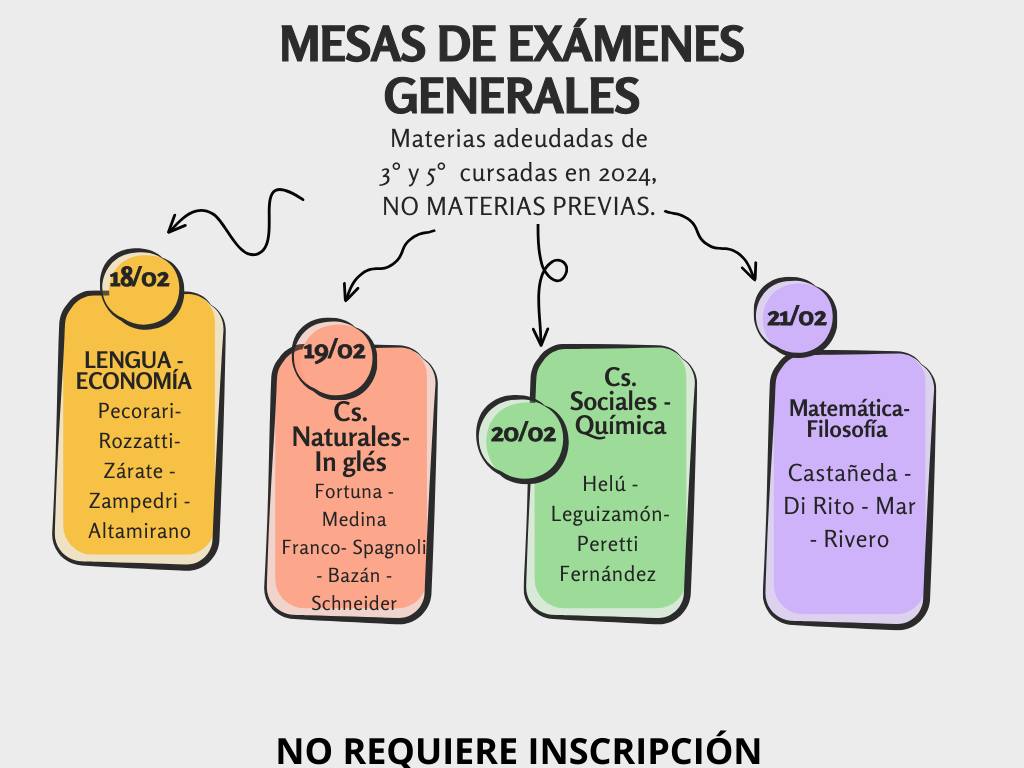 MESAS DE EXÁMENES
GENERALES
Materias adeudadas de
3° y 5° cursadas en 2024,
NO MATERIAS PREVIAS.
18/02
LENGUA -
ECONOMÍA
Pecorari-
Rozzatti-
Zárate -
Zampedri -
Altamirano
19/02
Cs.
Naturales-
In glés
Fortuna -
Medina
Franco- Spagnoli
- Bazán -
Schneider
20/02
Cs.
Sociales -
Química
Helú -
Leguizamón-
Peretti
Fernández
21/02
Matemática-
Filosofía
Castañeda -
Di Rito - Mar
- Rivero
NO REQUIERE INSCRIPCIÓN